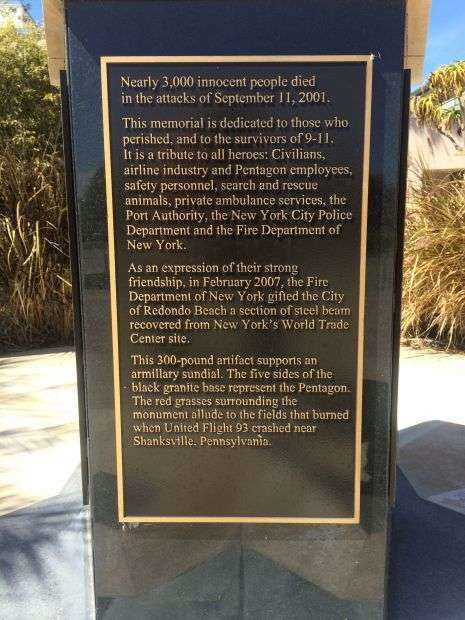 Nearly 3,000 innocent people died
in the attacks of September 11, 2001.
This memorial is dedicated to those who
perished, and to the survivors of 9-11.
It is a tribute to all heroes: Civilians,
airline industry and Pentagon employees,
safety personnel, search and rescue
animals, private ambulance services, the
Port Authority, the New York City Police
Department and the Fire Department of
New York.
As an expression of their strong
friendship, in February 2007, the Fire
Department of New York gifted the City
of Redondo Beach a section of steel beam
recovered from New York's World Trade
Center site.
This 300-pound artifact supports an
armillary sundial. The five sides of the
black granite base represent the Pentagon.
The red grasses surrounding the
monument allude to the fields that burned
when United Flight 93 crashed near
Shanksville, Pennsylvania.